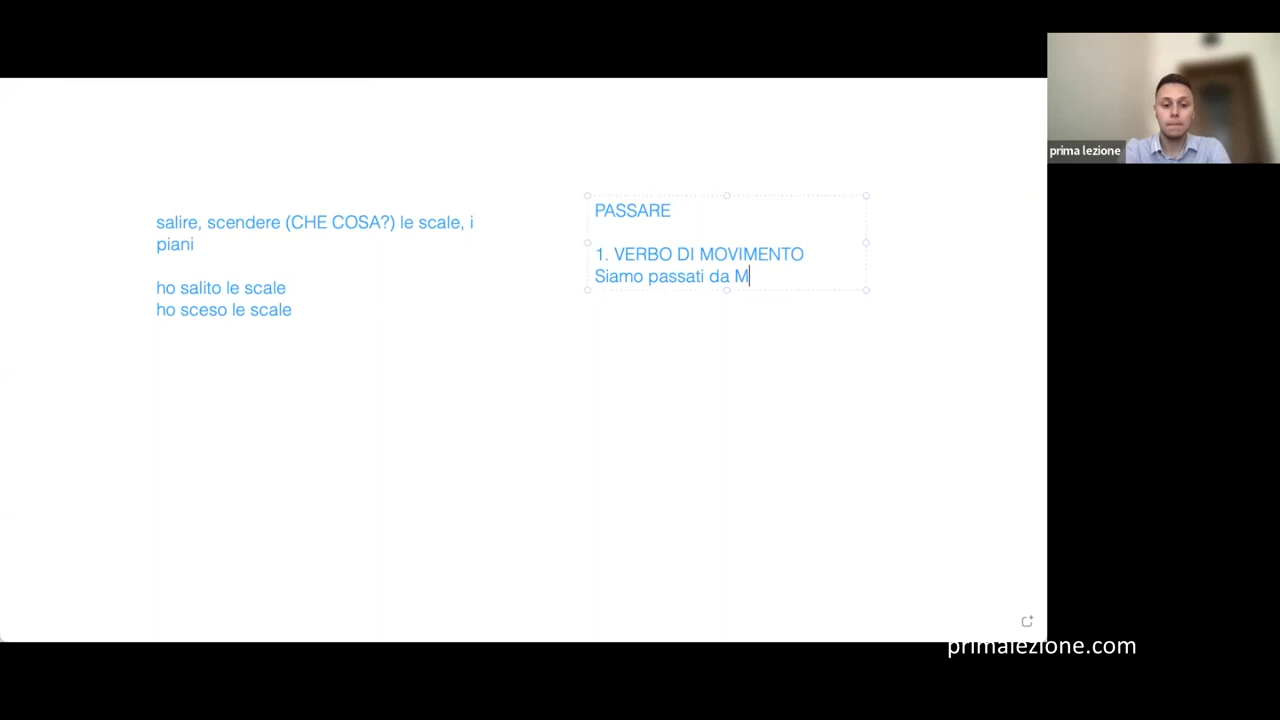 salire, scendere (CHE COSA?) le scale, i
piani
ho salito le scale
ho sceso le scale
PASSARE
1. VERBO DI MOVIMENTO
Siamo passati da M
prima lezione
primalezione.com